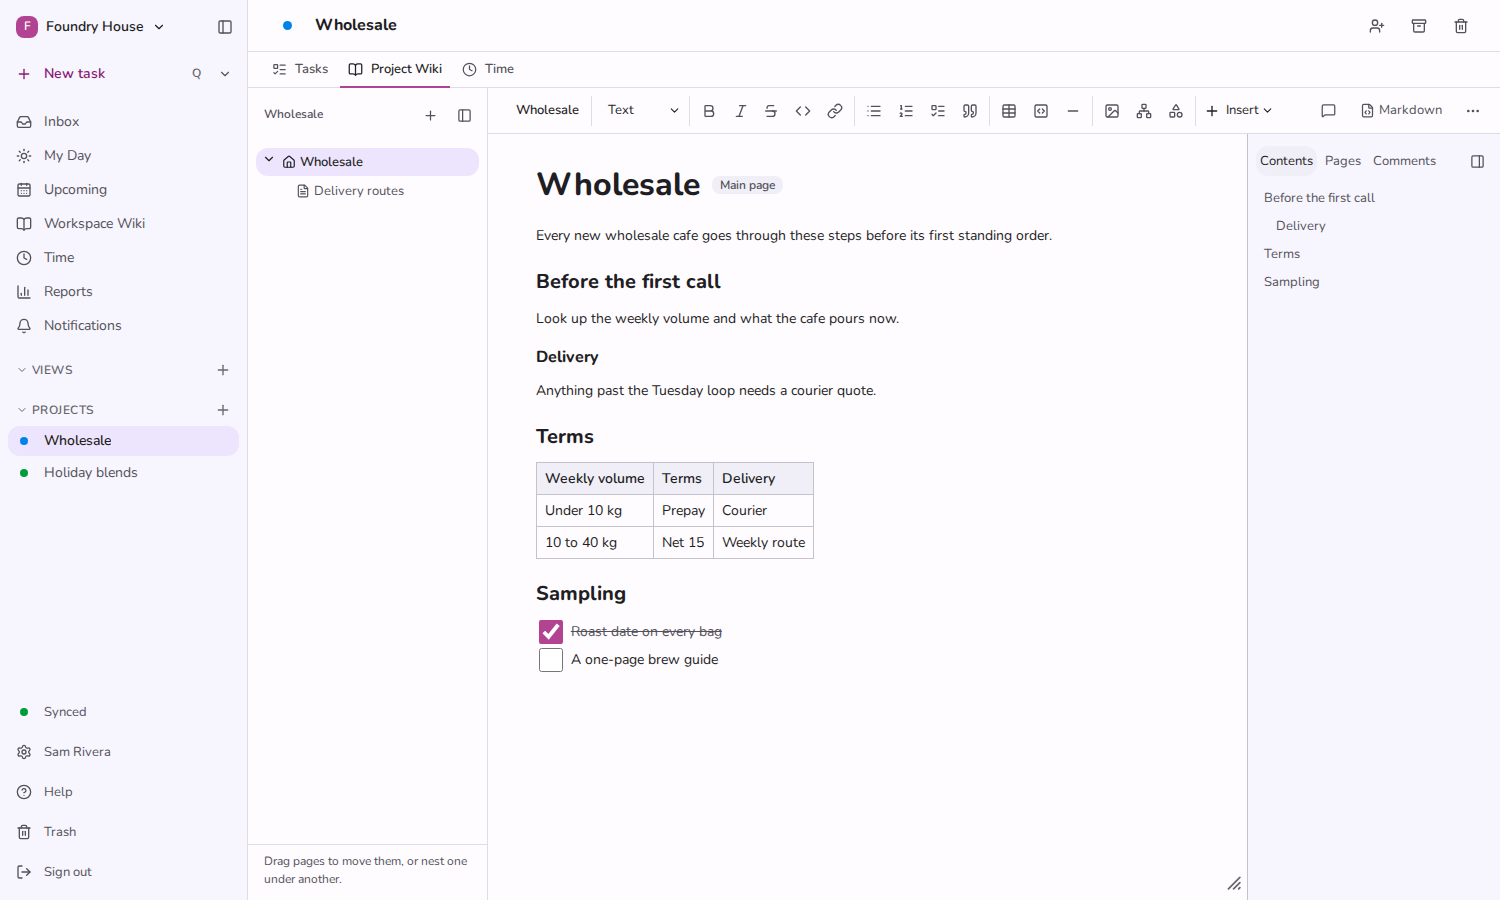 F Foundry House
New task Q
Inbox
My Day
Upcoming
Workspace Wiki
Time
Reports
Notifications
VIEWS
PROJECTS
Wholesale
Holiday blends
Synced
Sam Rivera
Help
Trash
Sign out
Wholesale
Tasks Project Wiki Time
Wholesale
Wholesale
Delivery routes
Drag pages to move them, or nest one
under another.
Wholesale Text Insert Markdown
Wholesale Main page
Every new wholesale cafe goes through these steps before its first standing order.
Before the first call
Look up the weekly volume and what the cafe pours now.
Delivery
Anything past the Tuesday loop needs a courier quote.
Terms
Weekly volume Terms Delivery
Under 10 kg Prepay Courier
10 to 40 kg Net 15 Weekly route
Sampling
Roast date on every bag
A one-page brew guide
Contents Pages Comments
Before the first call
Delivery
Terms
Sampling